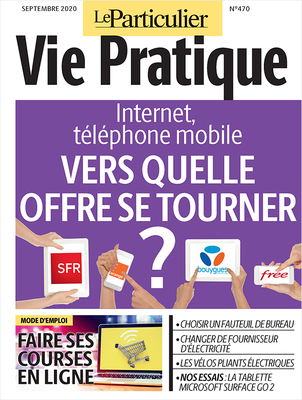 SEPTEMBRE 2020
Le Particulier
N°470
Vie Pratique
Internet,
téléphone mobile
VERS QUELLE
OFFRE SE TOURNER
?
SFR
orange
bouygues
free
MODE D'EMPLOI
FAIRE SES
COURSES
EN LIGNE
• CHOISIR UN FAUTEUIL DE BUREAU
• CHANGER DE FOURNISSEUR
D'ÉLECTRICITÉ
• LES VÉLOS PLIANTS ÉLECTRIQUES
• NOS ESSAIS : LA TABLETTE
MICROSOFT SURFACE GO 2